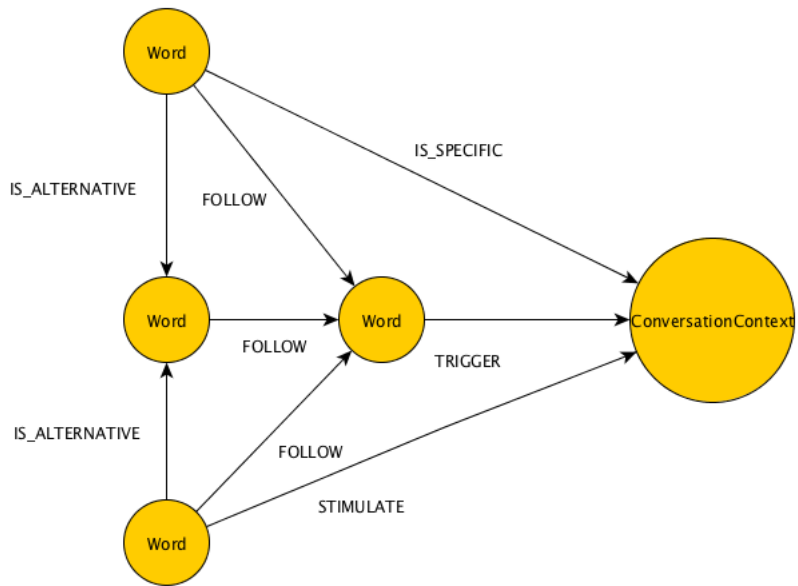 Word
IS_SPECIFIC
IS_ALTERNATIVE
FOLLOW
Word
Word
ConversationContext
FOLLOW
TRIGGER
IS_ALTERNATIVE
FOLLOW
STIMULATE
Word